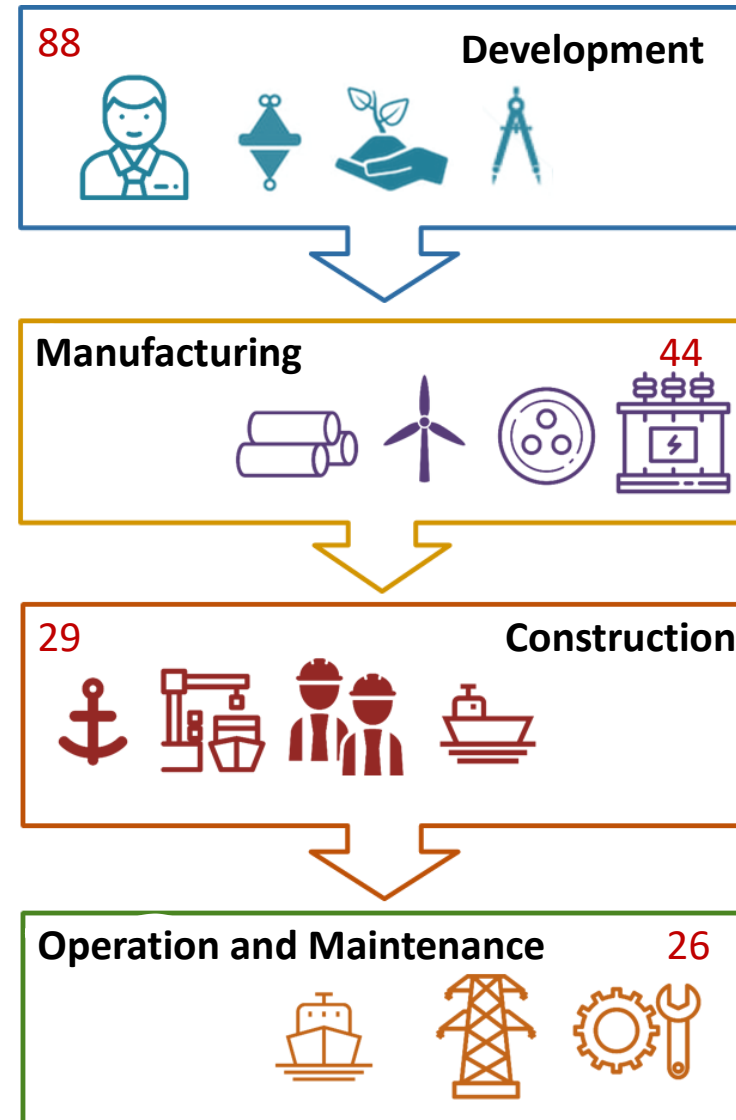 88
Development
Manufacturing
44
29
Construction
Operation and Maintenance
26